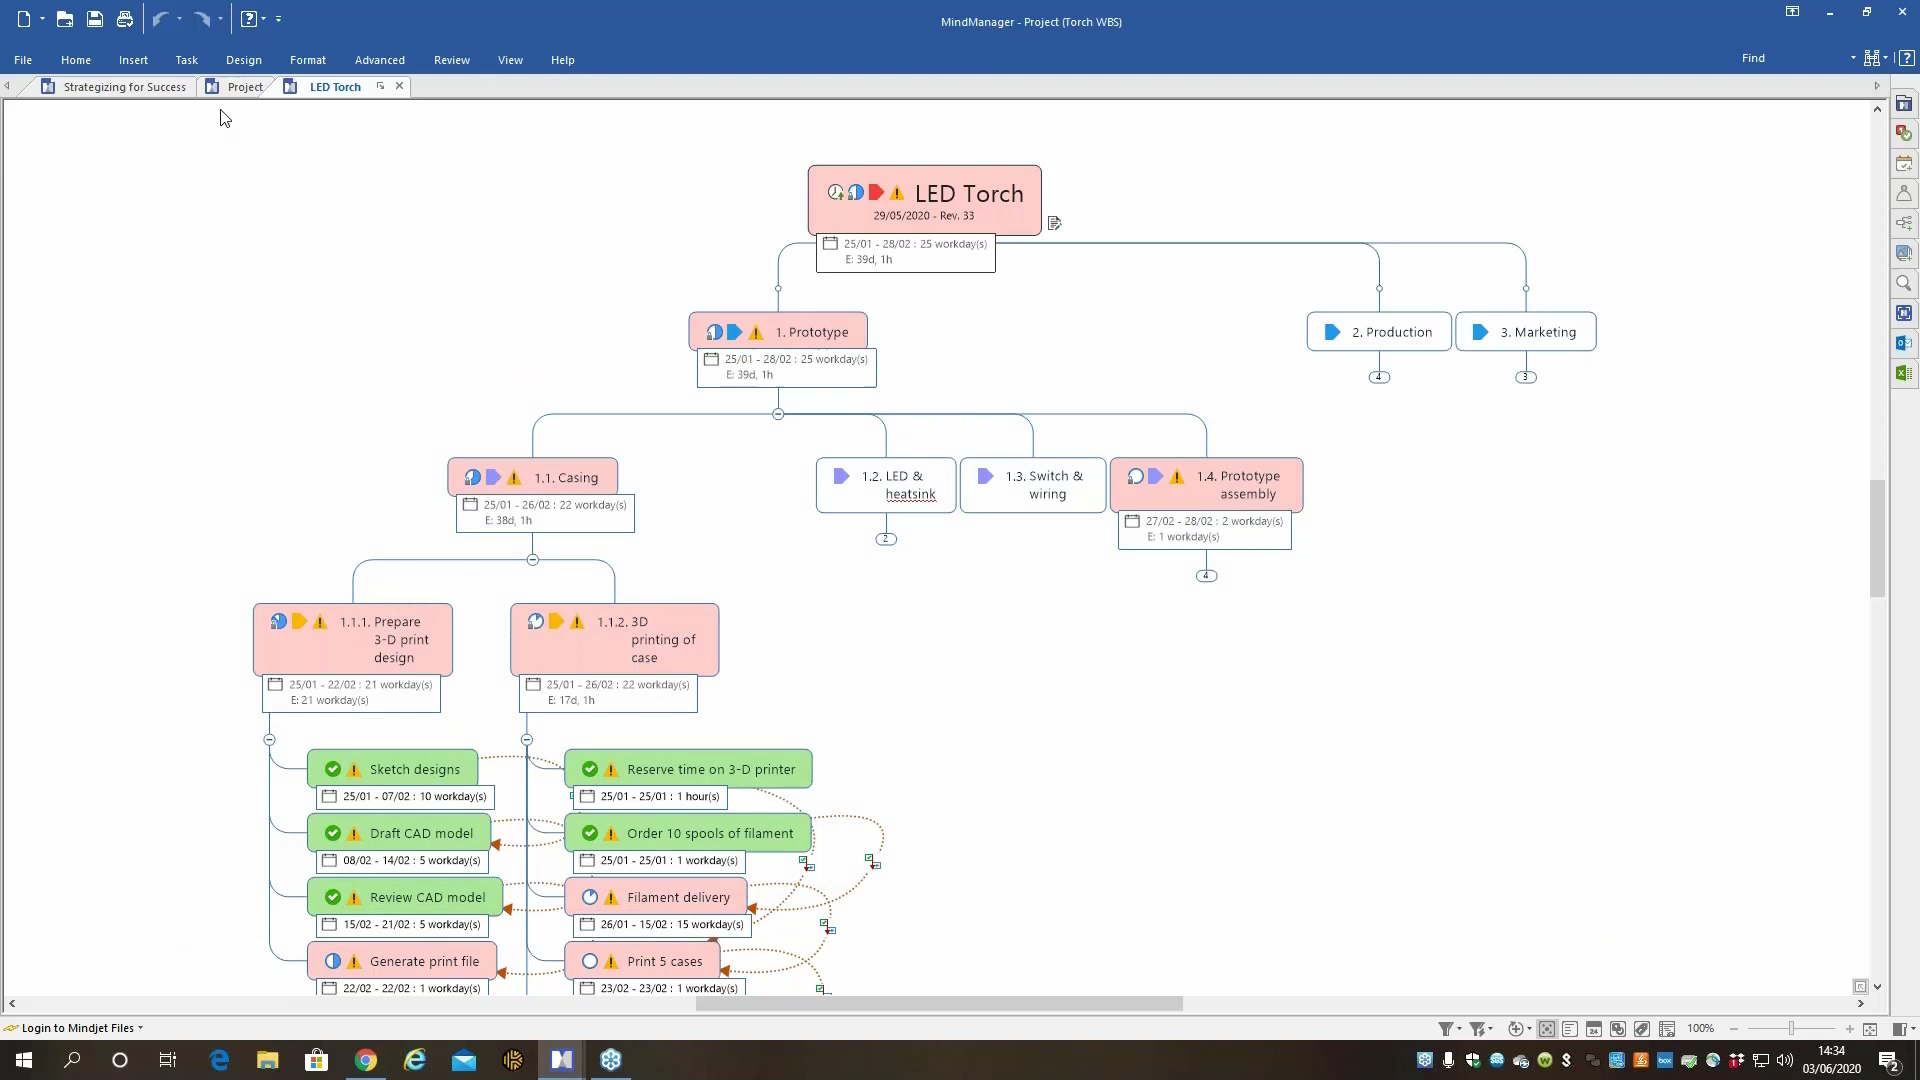 MindManager - Project (Torch WBS)
File Home Insert Task Design Format Advanced Review View Help
Find
Strategizing for Success
Project
LED Torch
LED Torch
29/05/2020 - Rev. 33
25/01 - 28/02 : 25 workday(s)
E: 39d, 1h
1. Prototype
25/01 - 28/02 : 25 workday(s)
E: 39d, 1h
2. Production
4
3. Marketing
3
1.1. Casing
25/01 - 26/02 : 22 workday(s)
E: 38d, 1h
1.2. LED &
heatsink
2
1.3. Switch &
wiring
1.4. Prototype
assembly
27/02 - 28/02 : 2 workday(s)
E: 1 workday(s)
4
1.1.1. Prepare
3-D print
design
25/01 - 22/02 : 21 workday(s)
E: 21 workday(s)
1.1.2. 3D
printing of
case
25/01 - 26/02 : 22 workday(s)
E: 17d, 1h
Sketch designs
25/01 - 07/02 : 10 workday(s)
Draft CAD model
08/02 - 14/02 : 5 workday(s)
Review CAD model
15/02 - 21/02 : 5 workday(s)
Generate print file
22/02 - 22/02 : 1 workday(s)
Reserve time on 3-D printer
25/01 - 25/01 : 1 hour(s)
Order 10 spools of filament
25/01 - 25/01 : 1 workday(s)
Filament delivery
26/01 - 15/02 : 15 workday(s)
Print 5 cases
23/02 - 23/02 : 1 workday(s)
Login to Mindjet Files
100%
14:34
03/06/2020
2